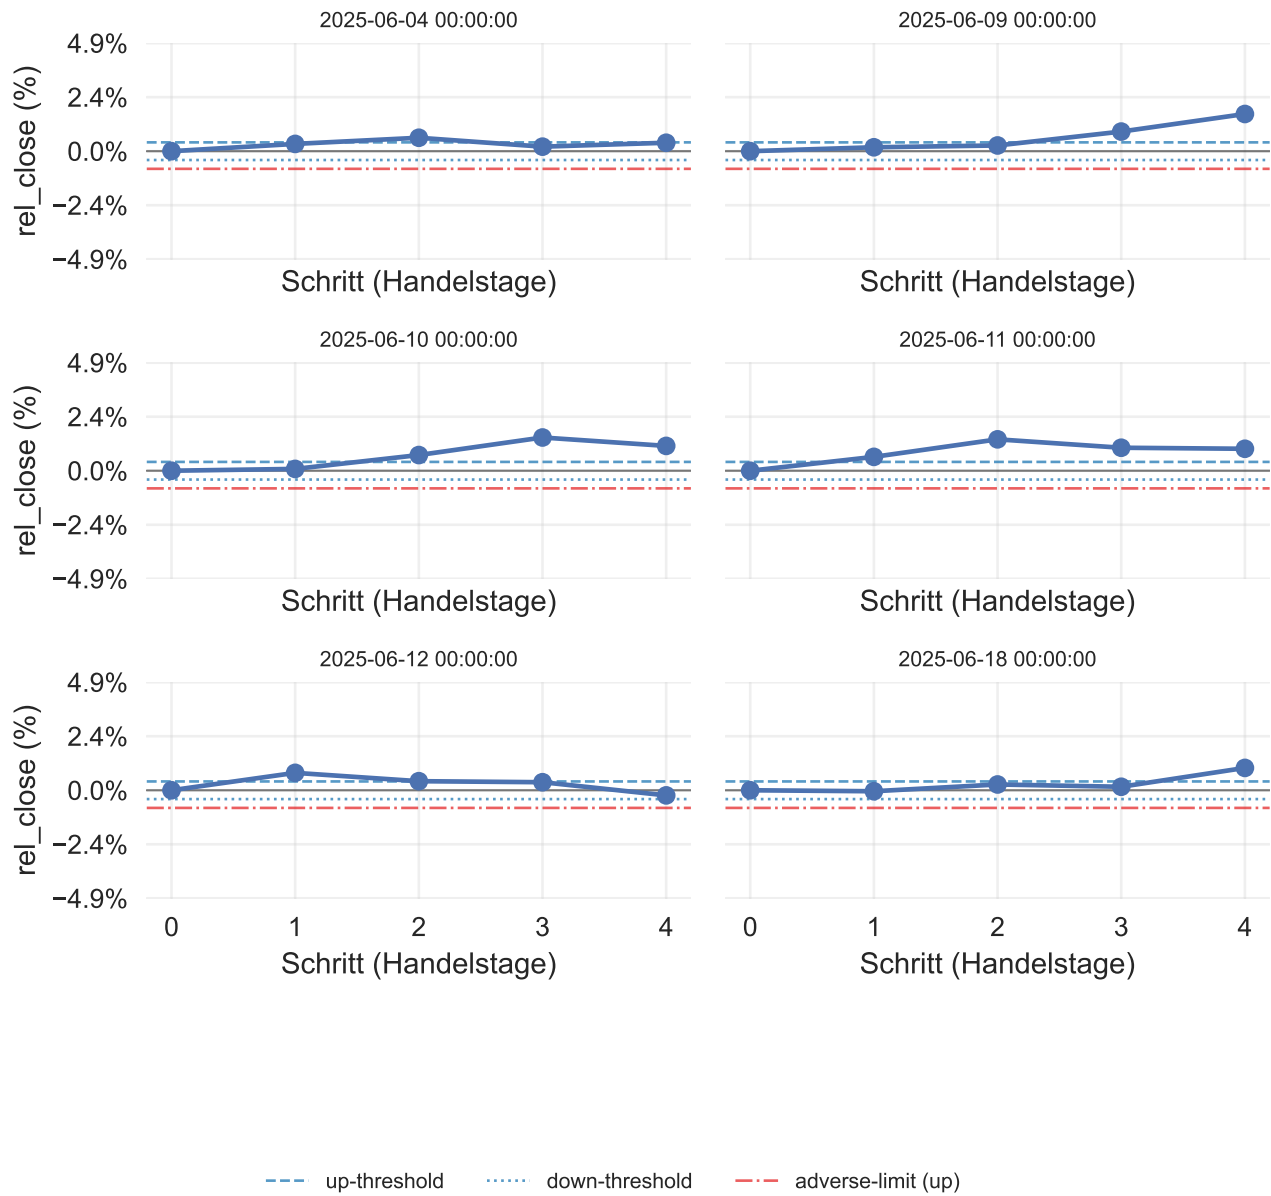 2025-06-04 00:00:00
2025-06-09 00:00:00
4.9%
2.4%
0.0%
−2.4%
−4.9%
rel_close (%)
Schritt (Handelstage)
Schritt (Handelstage)
2025-06-10 00:00:00
2025-06-11 00:00:00
4.9%
2.4%
0.0%
−2.4%
−4.9%
rel_close (%)
Schritt (Handelstage)
Schritt (Handelstage)
2025-06-12 00:00:00
2025-06-18 00:00:00
4.9%
2.4%
0.0%
−2.4%
−4.9%
rel_close (%)
0 1 2 3 4
0 1 2 3 4
Schritt (Handelstage)
Schritt (Handelstage)
up-threshold
down-threshold
adverse-limit (up)